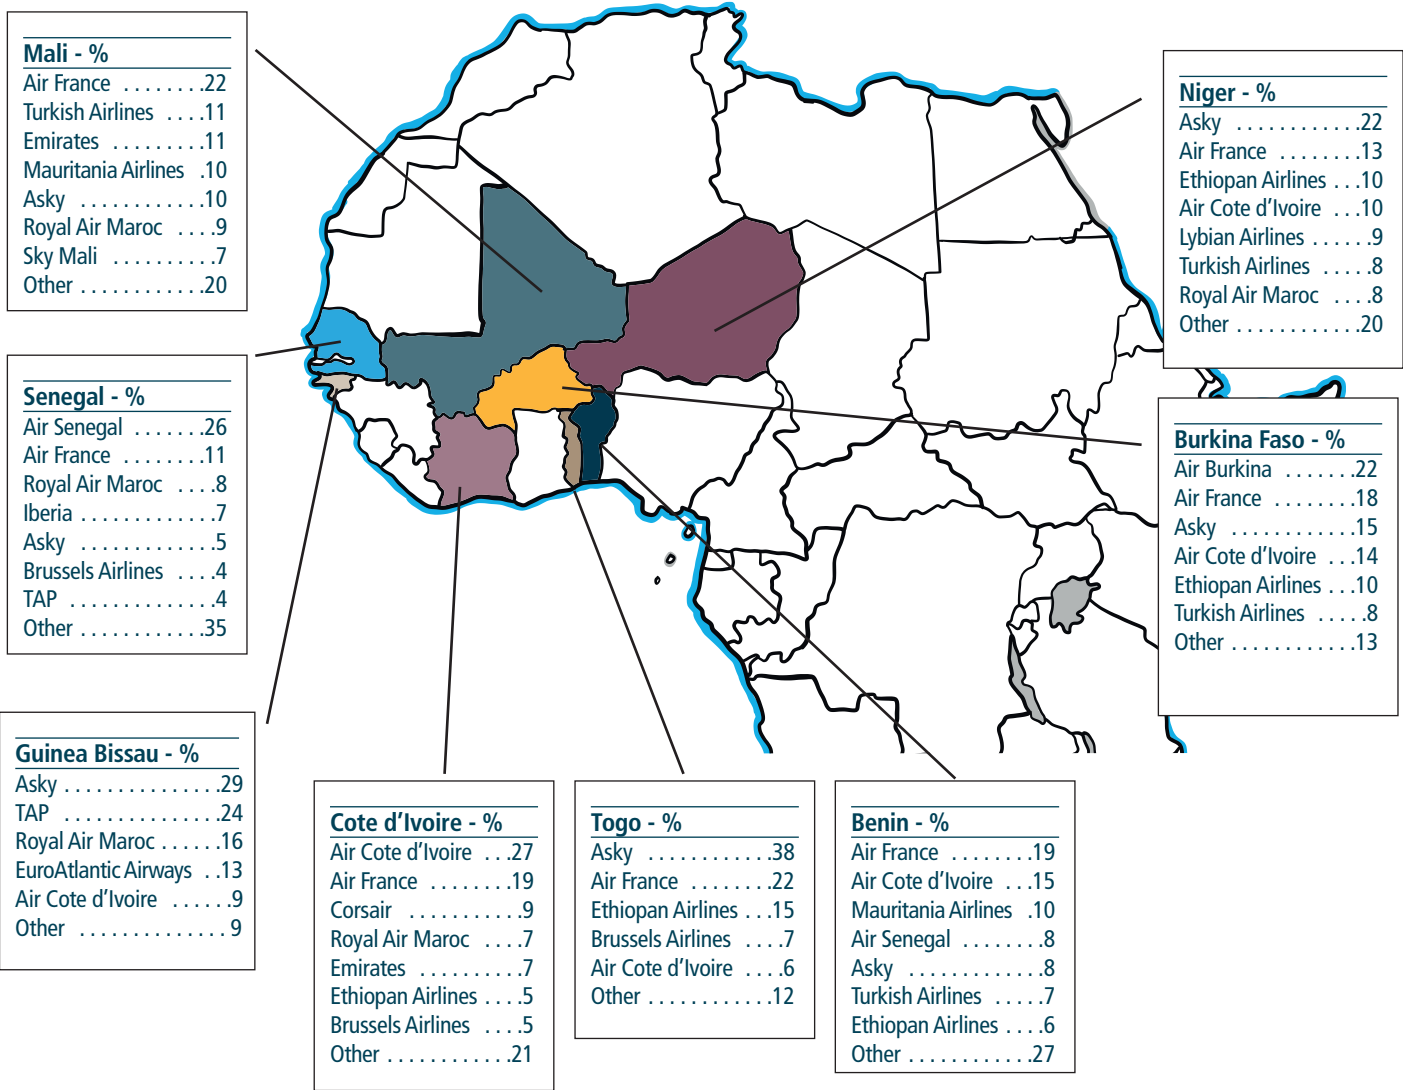 Mali - %
Air France ........22
Turkish Airlines ....11
Emirates .........11
Mauritania Airlines .10
Asky ............10
Royal Air Maroc ....9
Sky Mali ..........7
Other ............20
Senegal - %
Air Senegal .......26
Air France ........11
Royal Air Maroc ....8
Iberia .............7
Asky ............5
Brussels Airlines ....4
TAP .............4
Other ............35
Guinea Bissau - %
Asky ...............29
TAP ...............24
Royal Air Maroc ......16
EuroAtlantic Airways ..13
Air Cote d'Ivoire ......9
Other ..............9
Cote d'Ivoire - %
Air Cote d'Ivoire ...27
Air France ........19
Corsair ...........9
Royal Air Maroc ....7
Emirates ..........7
Ethiopan Airlines ....5
Brussels Airlines ....5
Other ............21
Togo - %
Asky ............38
Air France ........22
Ethiopan Airlines ...15
Brussels Airlines ....7
Air Cote d'Ivoire ....6
Other ............12
Benin - %
Air France ........19
Air Cote d'Ivoire ...15
Mauritania Airlines .10
Air Senegal ........8
Asky ............8
Turkish Airlines .....7
Ethiopan Airlines ....6
Other ............27
Niger - %
Asky ............22
Air France ........13
Ethiopan Airlines ...10
Air Cote d'Ivoire ...10
Lybian Airlines ......9
Turkish Airlines .....8
Royal Air Maroc ....8
Other ............20
Burkina Faso - %
Air Burkina .......22
Air France ........18
Asky ............15
Air Cote d'Ivoire ...14
Ethiopan Airlines ...10
Turkish Airlines .....8
Other ............13